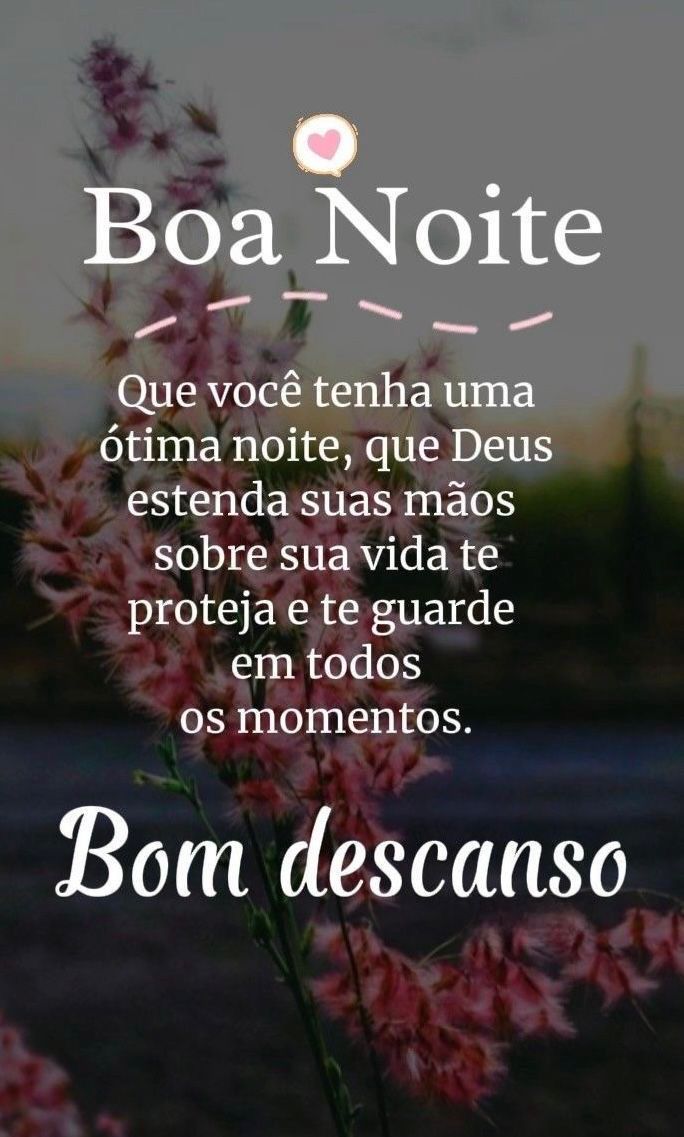 Boa Noite
Que você tenha uma
ótima noite, que Deus
estenda suas mãos
sobre sua vida te
proteja e te guarde
em todos
os momentos.
Bom descanso